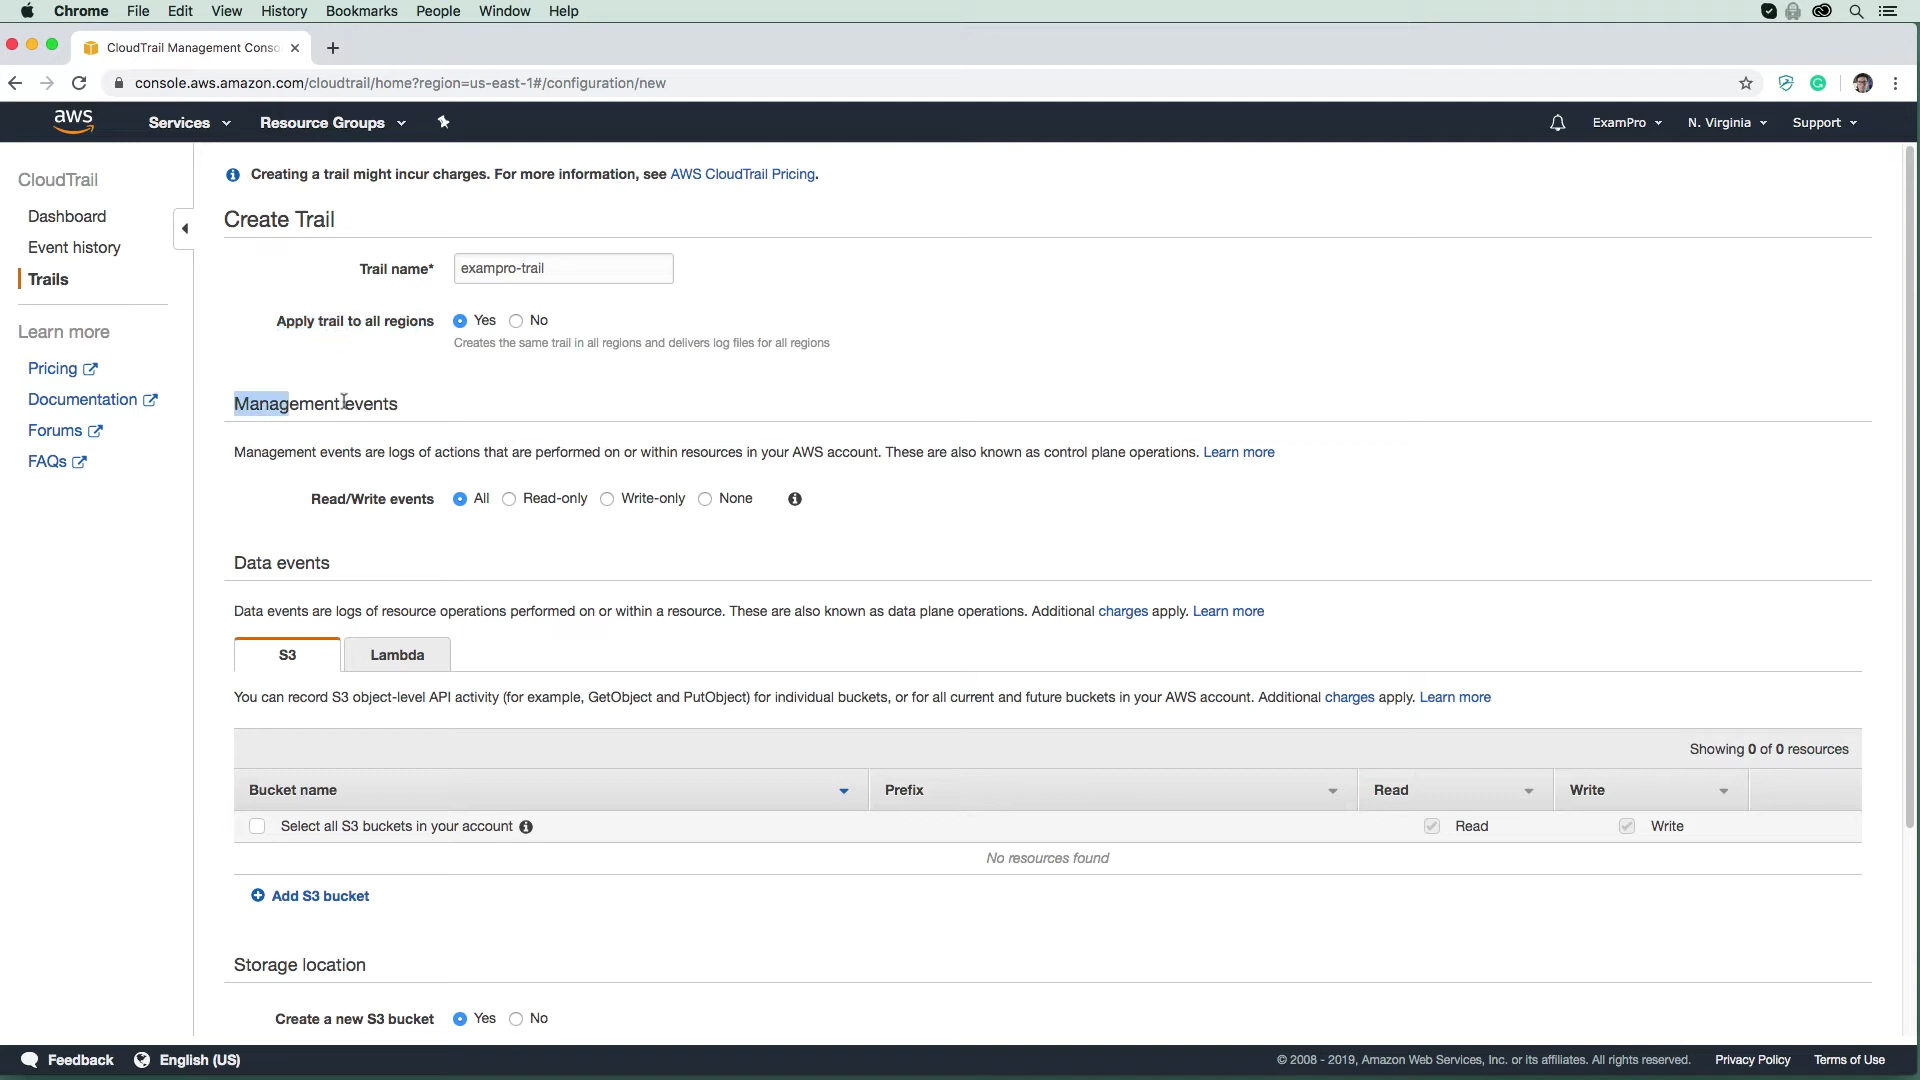 Chrome File Edit View History Bookmarks People Window Help
CloudTrail Management Conso
console.aws.amazon.com/cloudtrail/home?region=us-east-1#/configuration/new
aws Services Resource Groups ExamPro N. Virginia Support
CloudTrail
Dashboard
Event history
Trails
Learn more
Pricing
Documentation
Forums
FAQs
Creating a trail might incur charges. For more information, see AWS CloudTrail Pricing.
Create Trail
Trail name* exampro-trail
Apply trail to all regions Yes No
Creates the same trail in all regions and delivers log files for all regions
Management events
Management events are logs of actions that are performed on or within resources in your AWS account. These are also known as control plane operations. Learn more
Read/Write events All Read-only Write-only None
Data events
Data events are logs of resource operations performed on or within a resource. These are also known as data plane operations. Additional charges apply. Learn more
S3 Lambda
You can record S3 object-level API activity (for example, GetObject and PutObject) for individual buckets, or for all current and future buckets in your AWS account. Additional charges apply. Learn more
Showing 0 of 0 resources
Bucket name Prefix Read Write
Select all S3 buckets in your account Read Write
No resources found
Add S3 bucket
Storage location
Create a new S3 bucket Yes No
Feedback English (US) © 2008 - 2019, Amazon Web Services, Inc. or its affiliates. All rights reserved. Privacy Policy Terms of Use